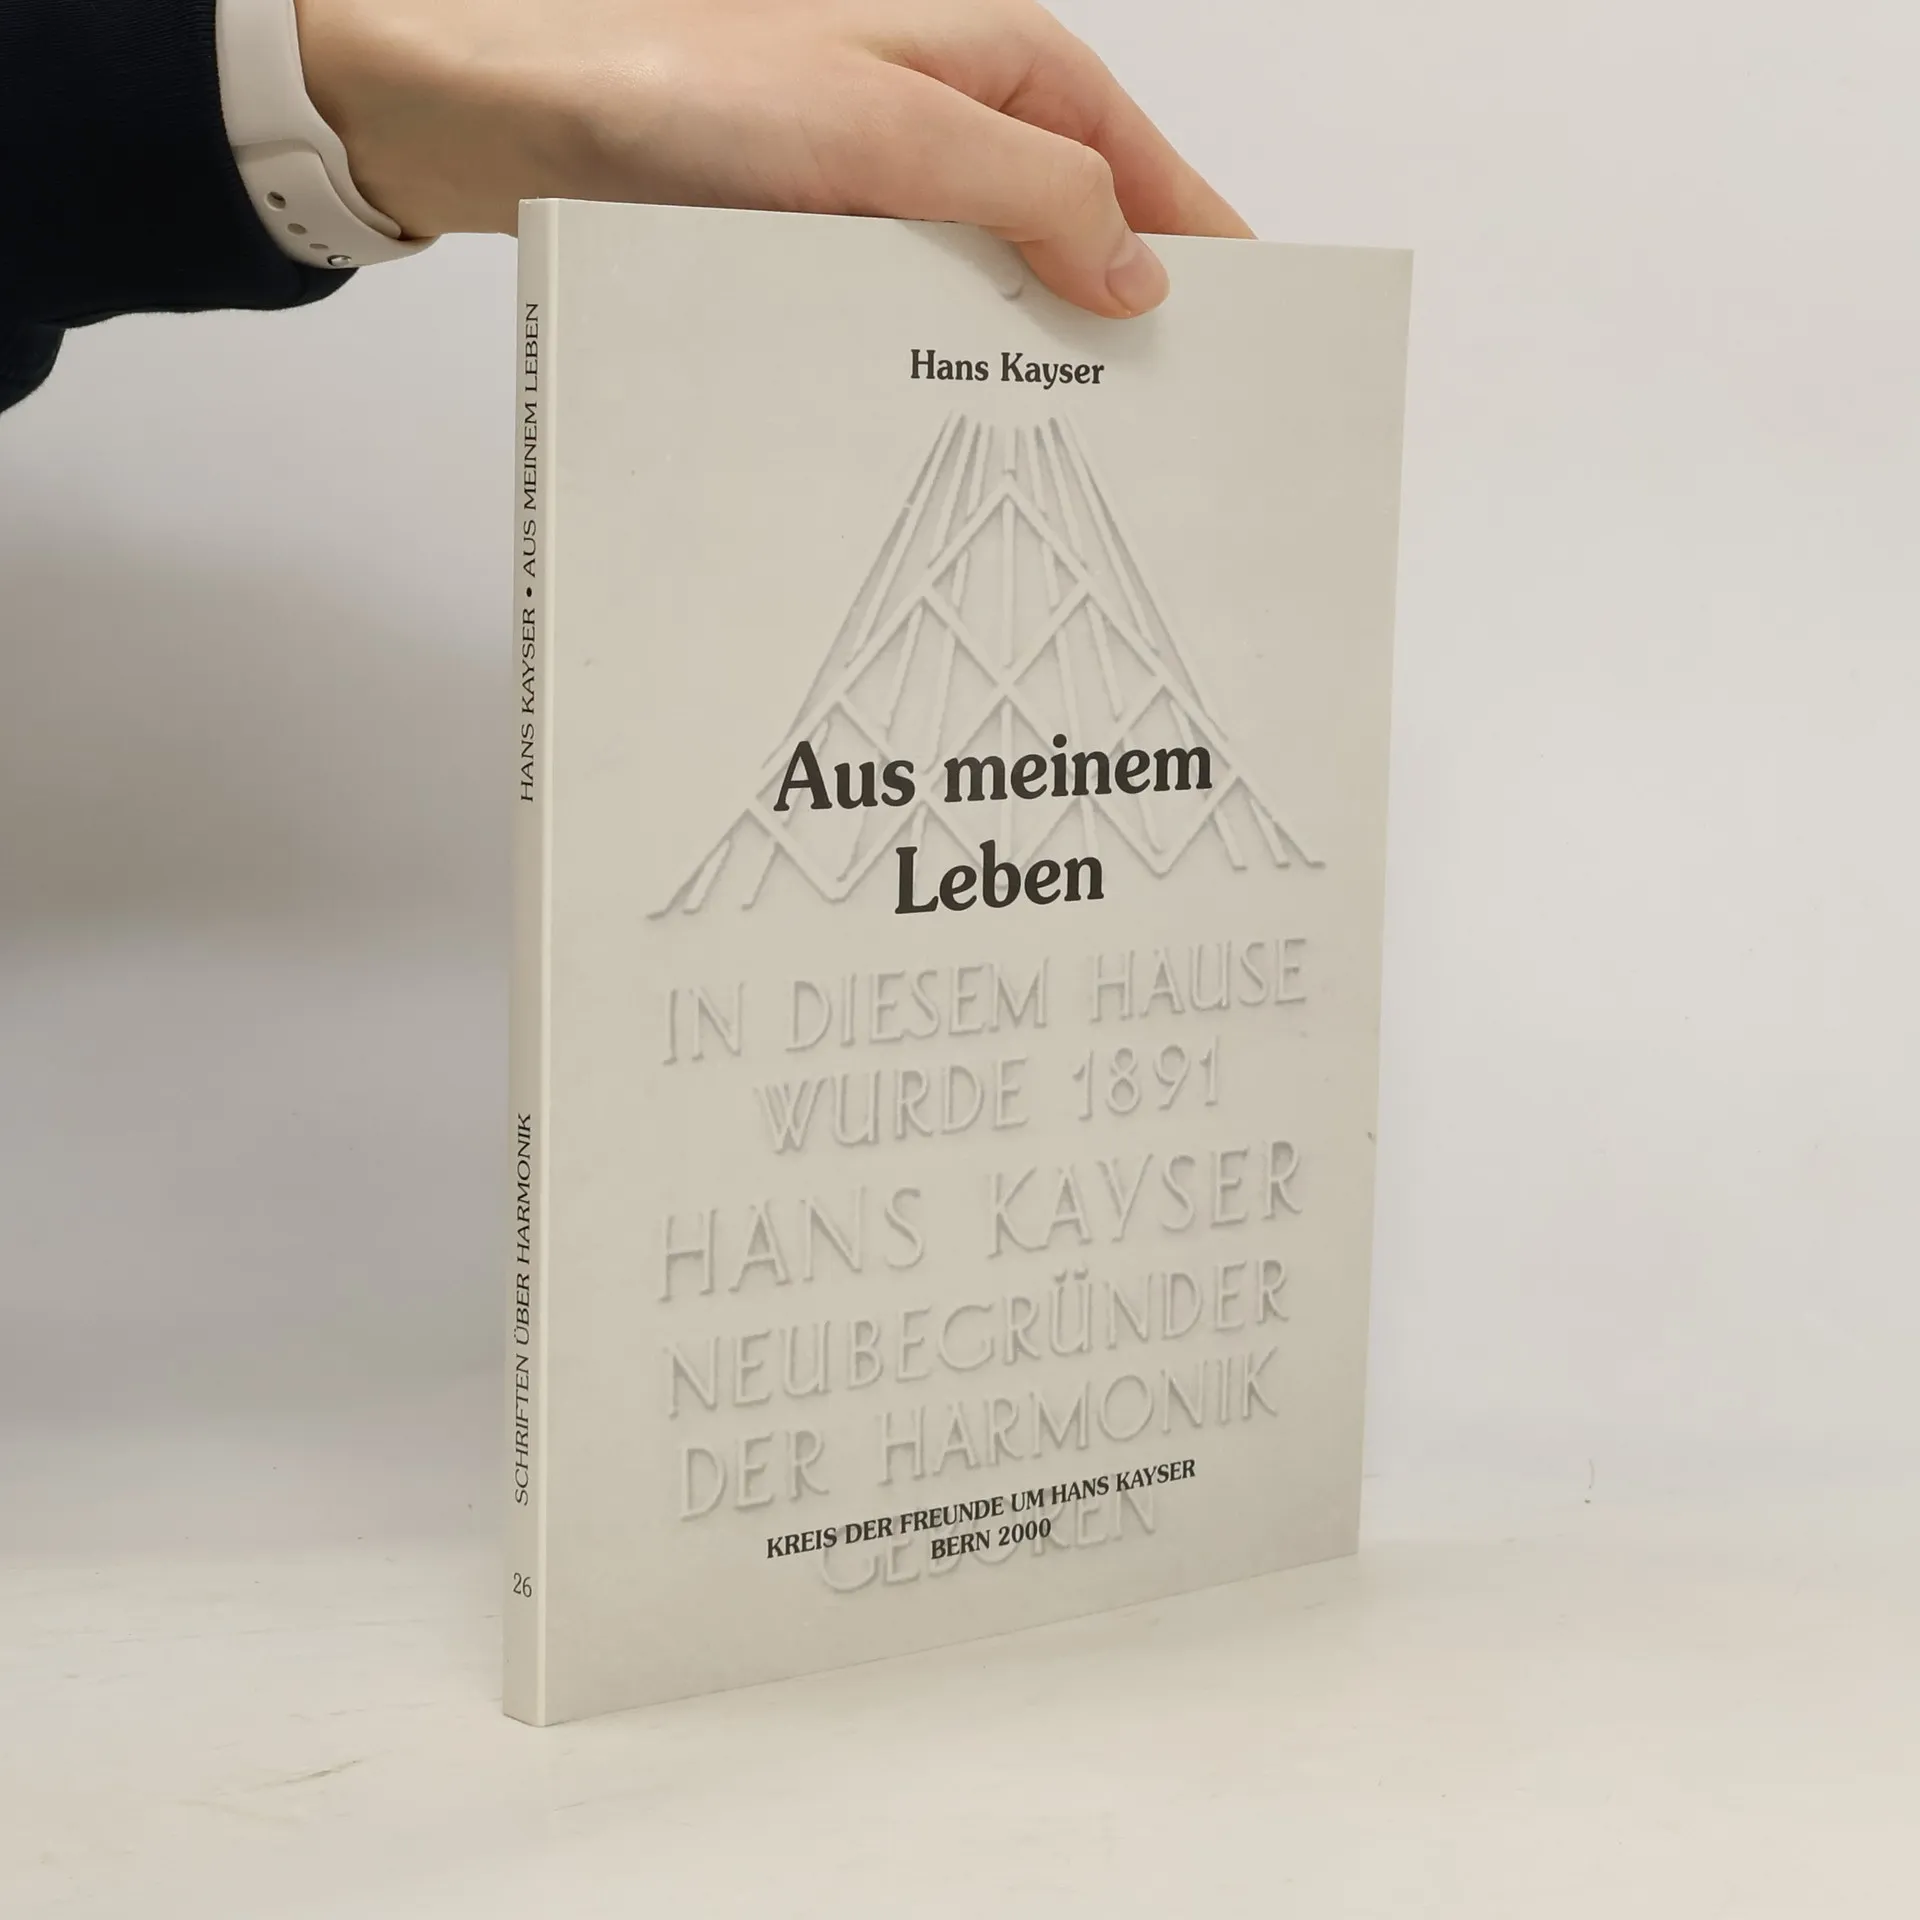 HANS KAYSER • AUS MEINEM LEBEN
SCHRIFTEN ÜBER HARMONIK
26
Hans Kayser
Aus meinem
Leben
IN DIESEM HAUSE
WURDE 1891
HANS KAYSER
NEUBEGRÜNDER
DER HARMONIK
GEBOREN
KREIS DER FREUNDE UM HANS KAYSER
BERN 2000